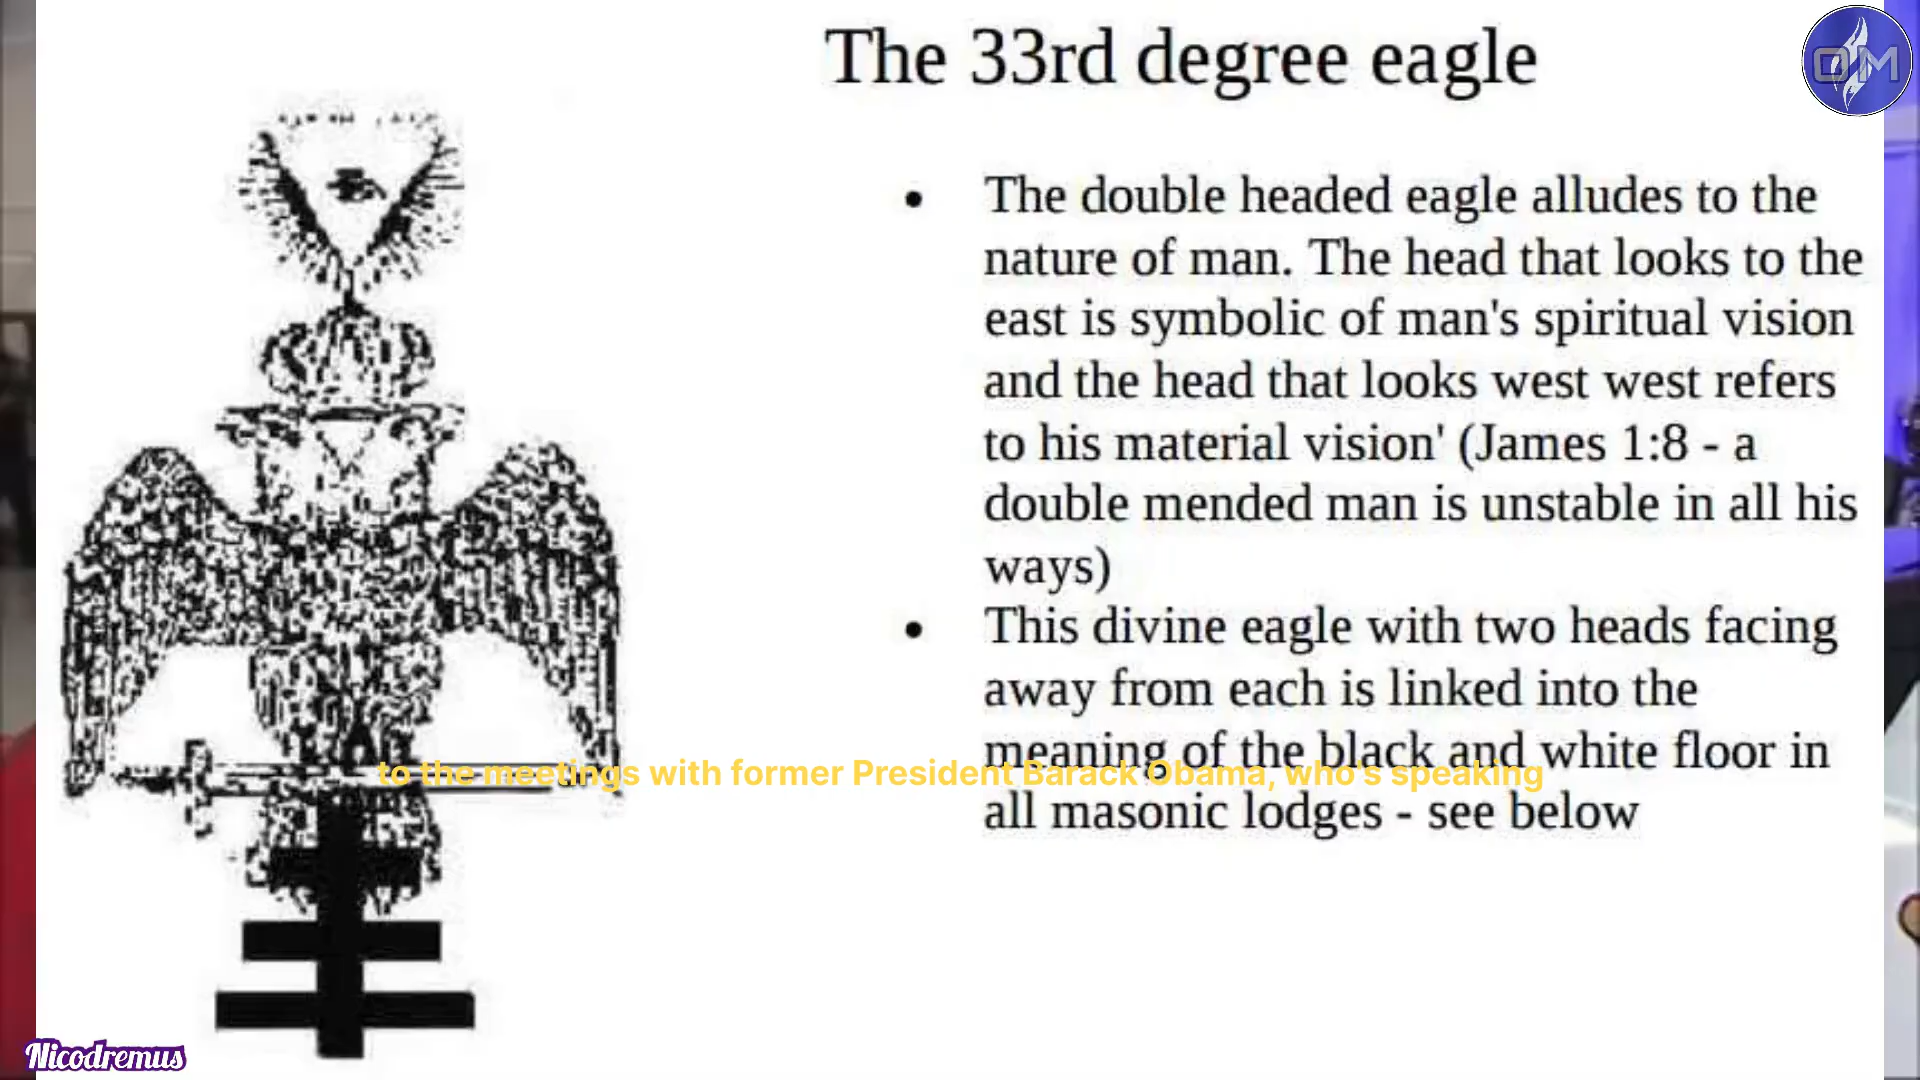 The 33rd degree eagle
DM
• The double headed eagle alludes to the
nature of man. The head that looks to the
east is symbolic of man's spiritual vision
and the head that looks west west refers
to his material vision' (James 1:8 - a
double mended man is unstable in all his
ways)
• This divine eagle with two heads facing
away from each is linked into the
meaning of the black and white floor in
to the meetings with former President Barack Obama, who's speaking
all masonic lodges - see below
Nicodremus